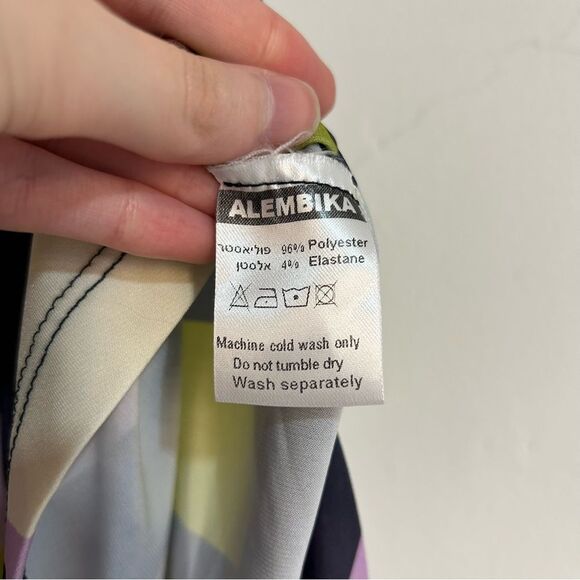 ALEMBIKA
פוליאסטר 96% Polyester
אלסטן 4% Elastane
Machine cold wash only
Do not tumble dry
Wash separately